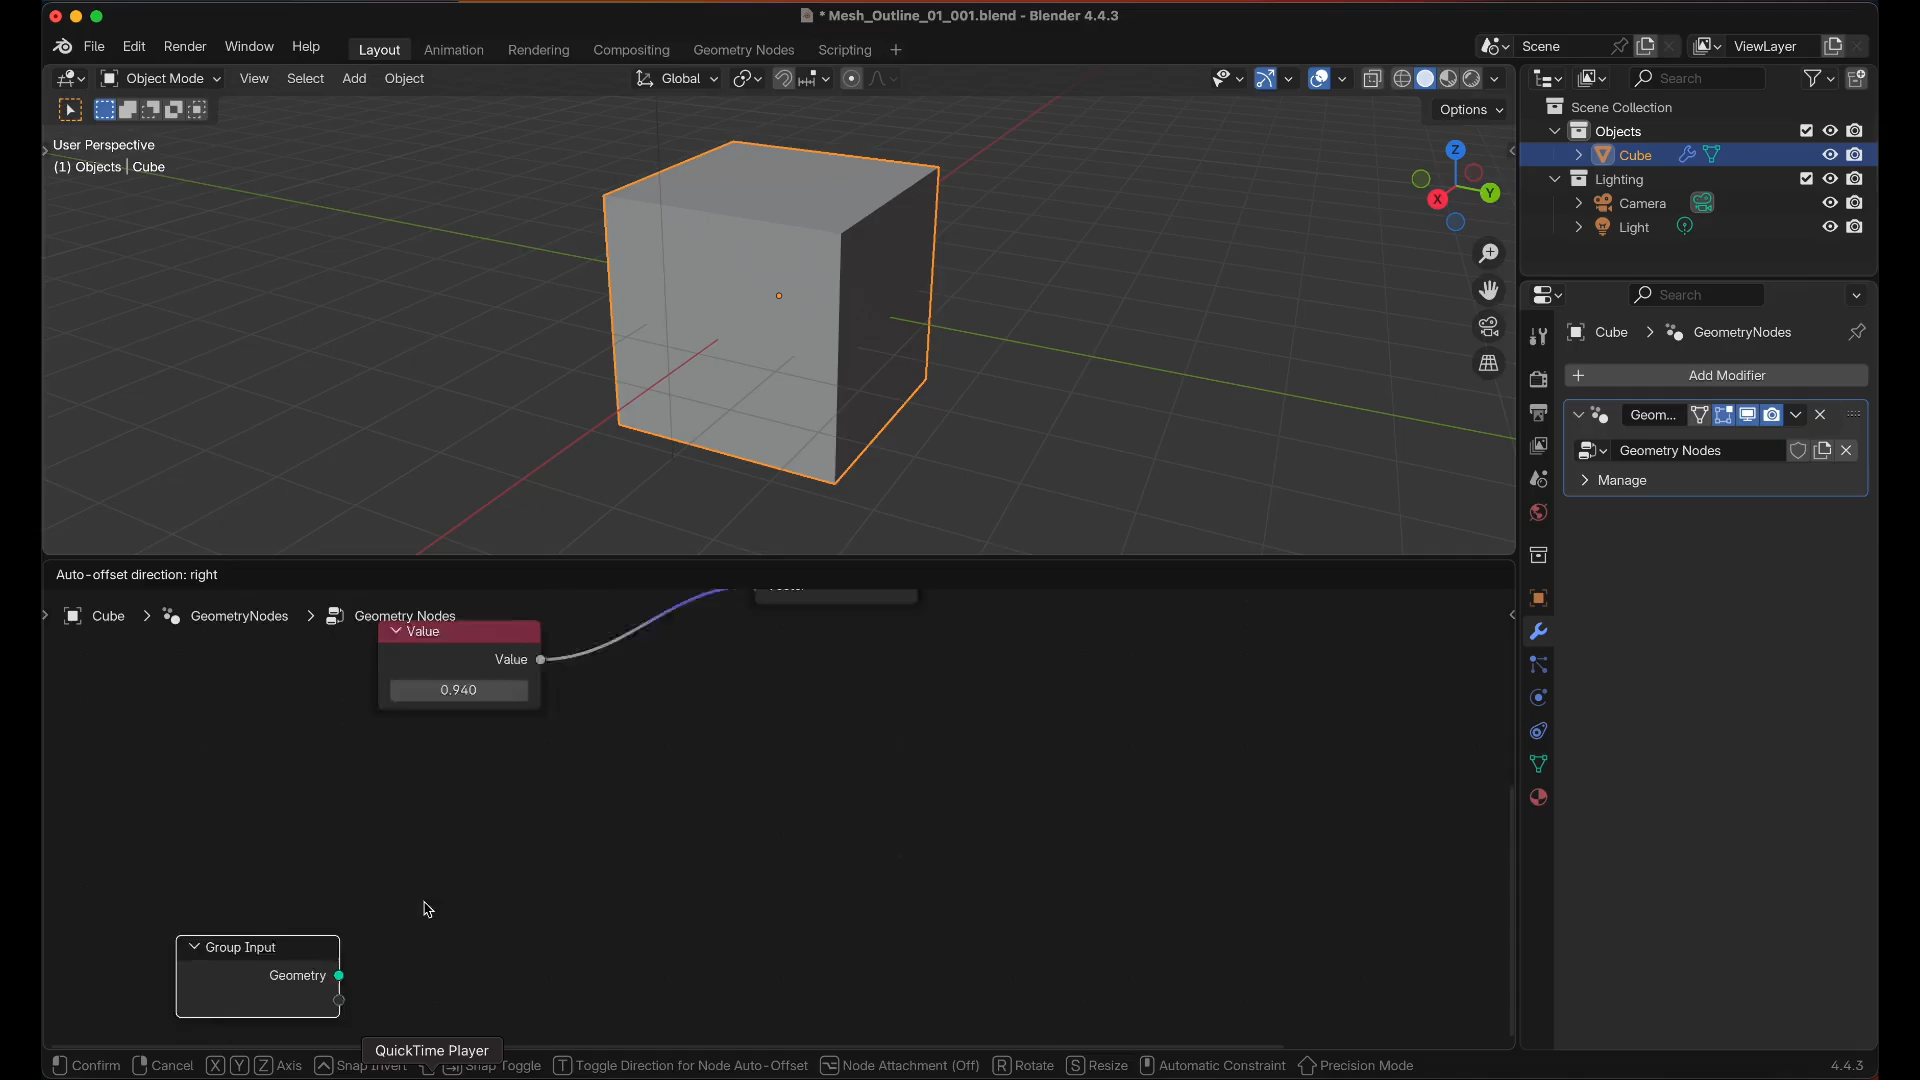 * Mesh_Outline_01_001.blend - Blender 4.4.3
File Edit Render Window Help Layout Animation Rendering Compositing Geometry Nodes Scripting + Scene ViewLayer
Object Mode View Select Add Object Global Search
Options
User Perspective
(1) Objects | Cube
Z
Y
X
Scene Collection
Objects
Cube
Lighting
Camera
Light
Search
Cube GeometryNodes
+ Add Modifier
Geom...
Geometry Nodes
Manage
Auto-offset direction: right
Cube GeometryNodes Geometry Nodes
Value
Value
0.940
Group Input
Geometry
QuickTime Player
Confirm Cancel X Y Z Axis Snap Invert Snap Toggle T Toggle Direction for Node Auto-Offset Node Attachment (Off) R Rotate S Resize Automatic Constraint Precision Mode 4.4.3